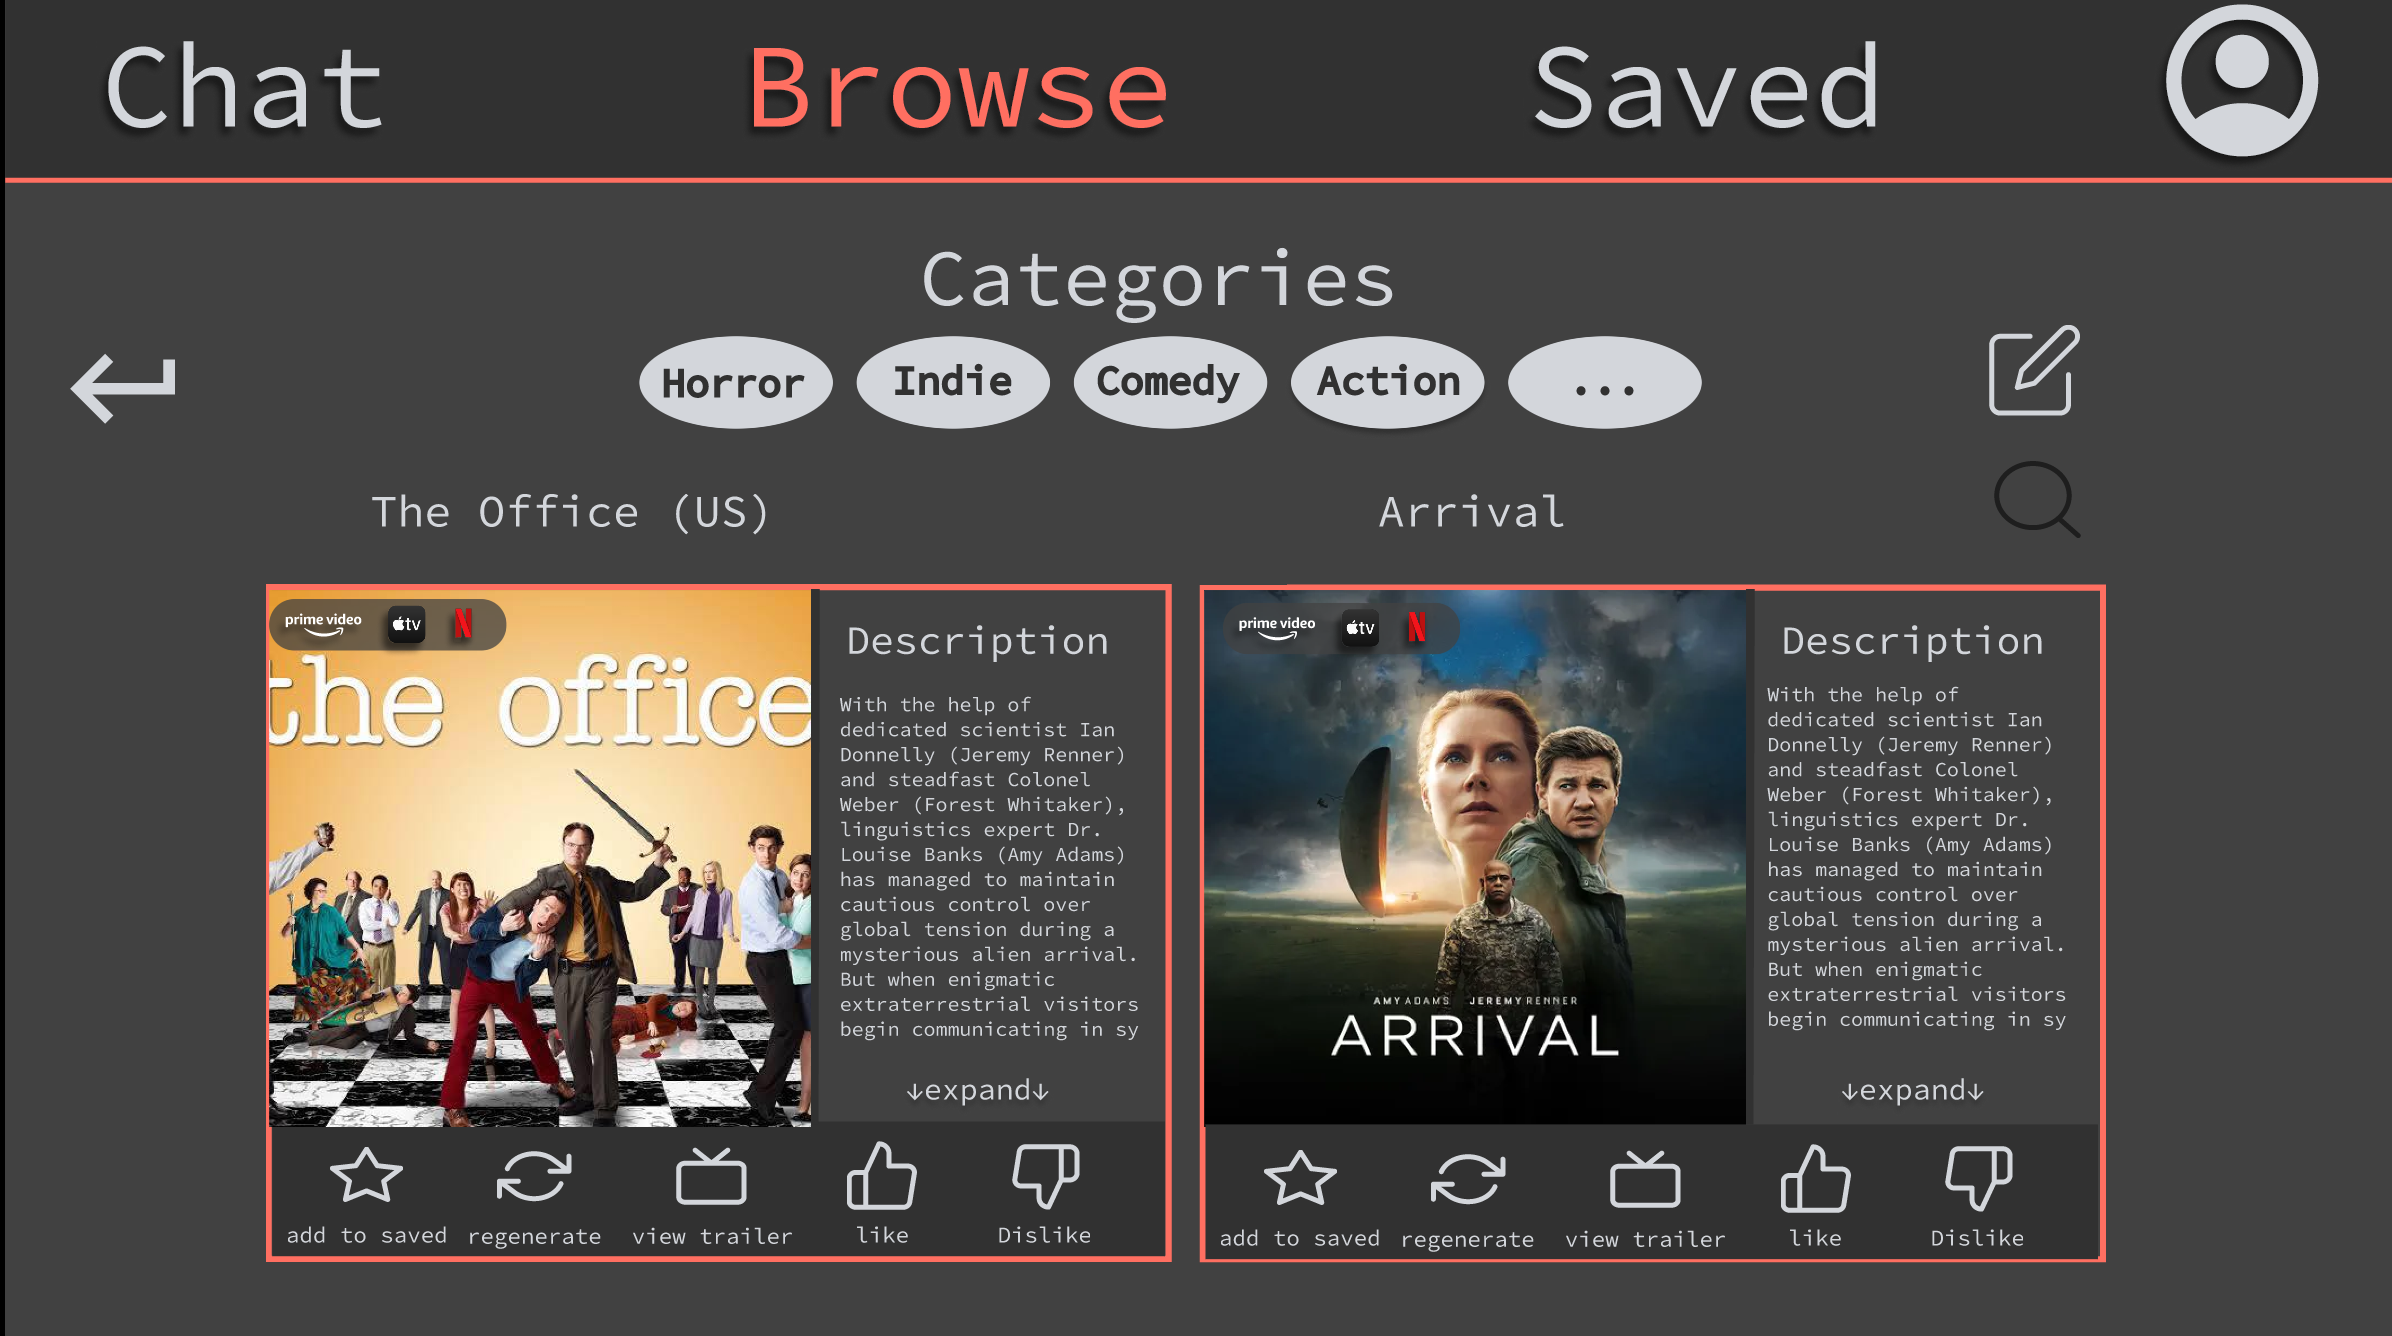 Chat Browse Saved
Categories
Horror Indie Comedy Action ...
The Office (US)
Arrival
prime video tv N
the office
Description
With the help of
dedicated scientist Ian
Donnelly (Jeremy Renner)
and steadfast Colonel
Weber (Forest Whitaker),
linguistics expert Dr.
Louise Banks (Amy Adams)
has managed to maintain
cautious control over
global tension during a
mysterious alien arrival.
But when enigmatic
extraterrestrial visitors
begin communicating in sy
↓expand↓
add to saved regenerate view trailer like Dislike
prime video tv N
AMY ADAMS JEREMY RENNER
ARRIVAL
Description
With the help of
dedicated scientist Ian
Donnelly (Jeremy Renner)
and steadfast Colonel
Weber (Forest Whitaker),
linguistics expert Dr.
Louise Banks (Amy Adams)
has managed to maintain
cautious control over
global tension during a
mysterious alien arrival.
But when enigmatic
extraterrestrial visitors
begin communicating in sy
↓expand↓
add to saved regenerate view trailer like Dislike